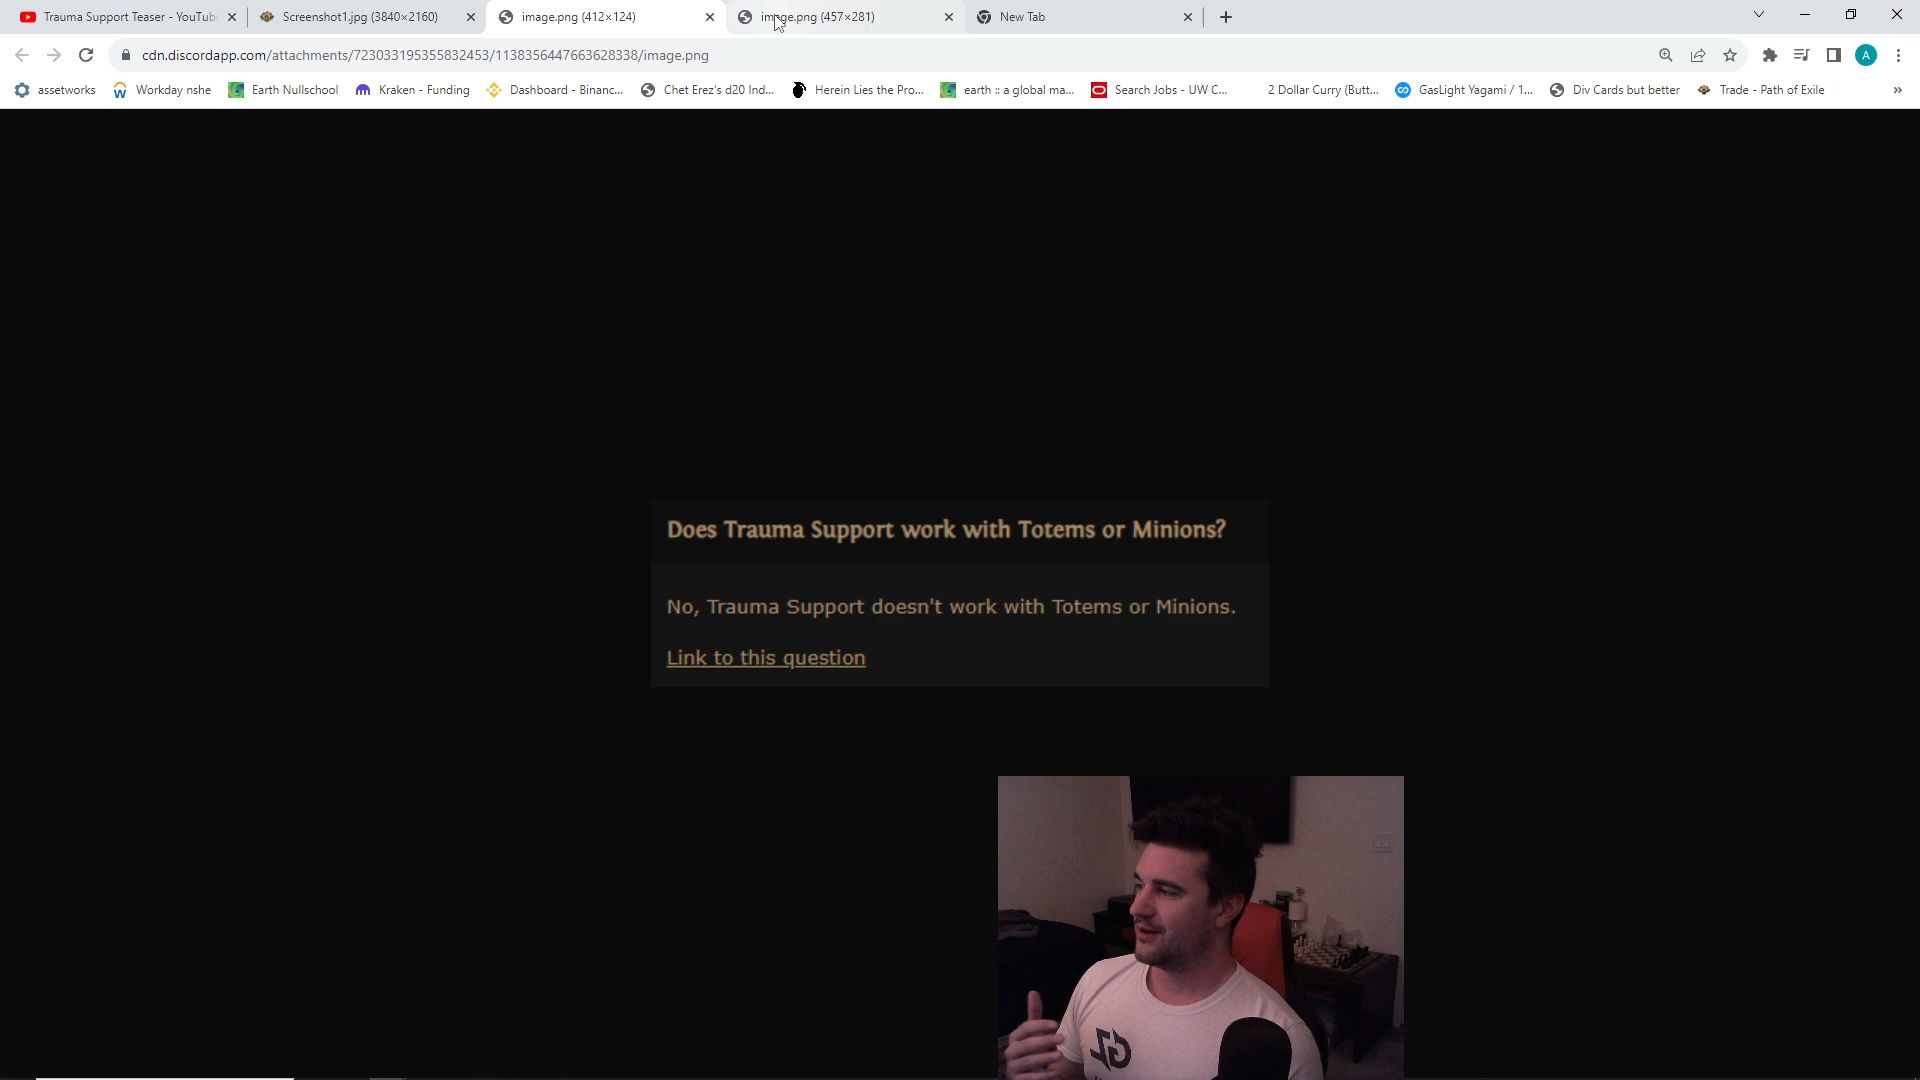 Trauma Support Teaser - YouTub
Screenshot1.jpg (3840×2160)
image.png (412×124)
image.png (457×281)
New Tab
cdn.discordapp.com/attachments/723033195355832453/1138356447663628338/image.png
A
assetworks
Workday nshe
Earth Nullschool
Kraken - Funding
Dashboard - Binanc...
Chet Erez's d20 Ind...
Herein Lies the Pro...
earth :: a global ma...
Search Jobs - UW C...
2 Dollar Curry (Butt...
GasLight Yagami / 1...
Div Cards but better
Trade - Path of Exile
Does Trauma Support work with Totems or Minions?
No, Trauma Support doesn't work with Totems or Minions.
Link to this question